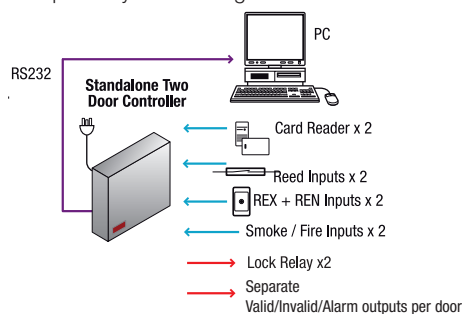 PC
RS232
Standalone Two
Door Controller
Card Reader x 2
Reed Inputs x 2
REX + REN Inputs x 2
Smoke / Fire Inputs x 2
Lock Relay x2
Separate
Valid/Invalid/Alarm outputs per door